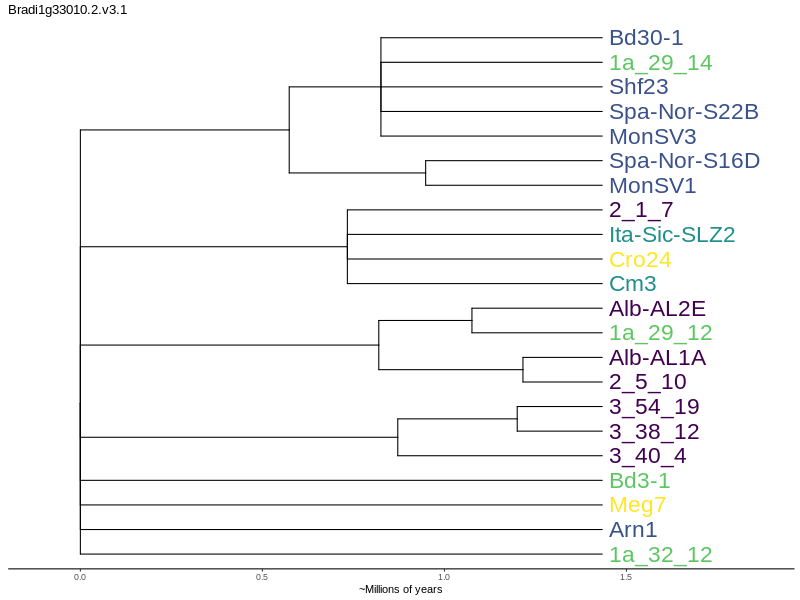 Bradi1g33010.2.v3.1
Bd30-1
1a_29_14
Shf23
Spa-Nor-S22B
MonSV3
Spa-Nor-S16D
MonSV1
2_1_7
Ita-Sic-SLZ2
Cro24
Cm3
Alb-AL2E
1a_29_12
Alb-AL1A
2_5_10
3_54_19
3_38_12
3_40_4
Bd3-1
Meg7
Arn1
1a_32_12
0.0 0.5 1.0 1.5
~Millions of years